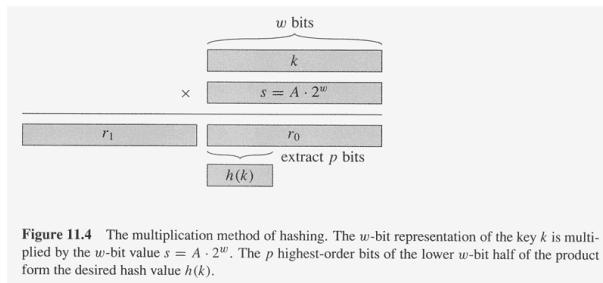 w bits
k
× s = A · 2^w
r₁ r₀
extract p bits
h(k)
Figure 11.4 The multiplication method of hashing. The w-bit representation of the key k is multi-
plied by the w-bit value s = A · 2^w. The p highest-order bits of the lower w-bit half of the product
form the desired hash value h(k).